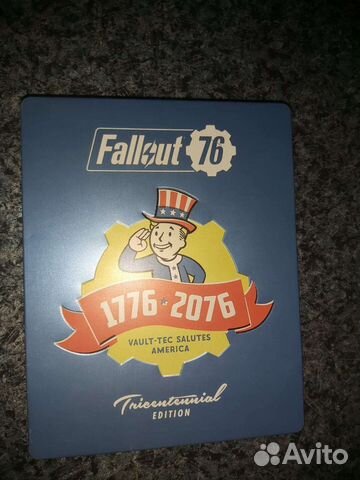 Fallout 76
1776 ★ 2076
VAULT-TEC SALUTES
AMERICA
Tricentennial
EDITION
Avito